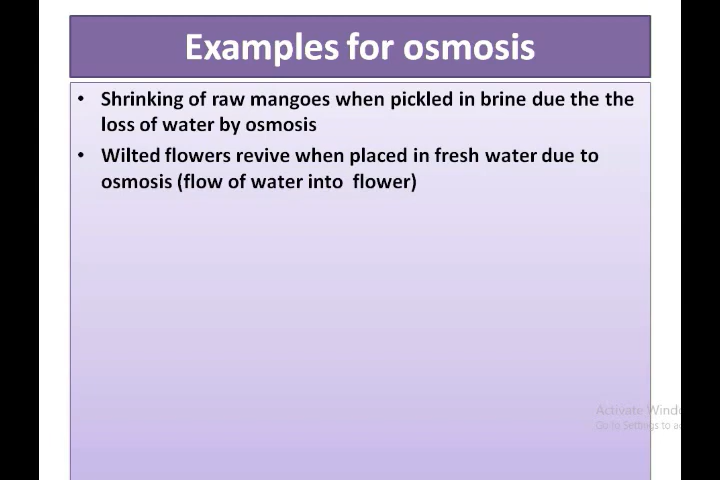 Examples for osmosis
• Shrinking of raw mangoes when pickled in brine due the the
loss of water by osmosis
• Wilted flowers revive when placed in fresh water due to
osmosis (flow of water into flower)
Activate Windo
Go to Settings to ac